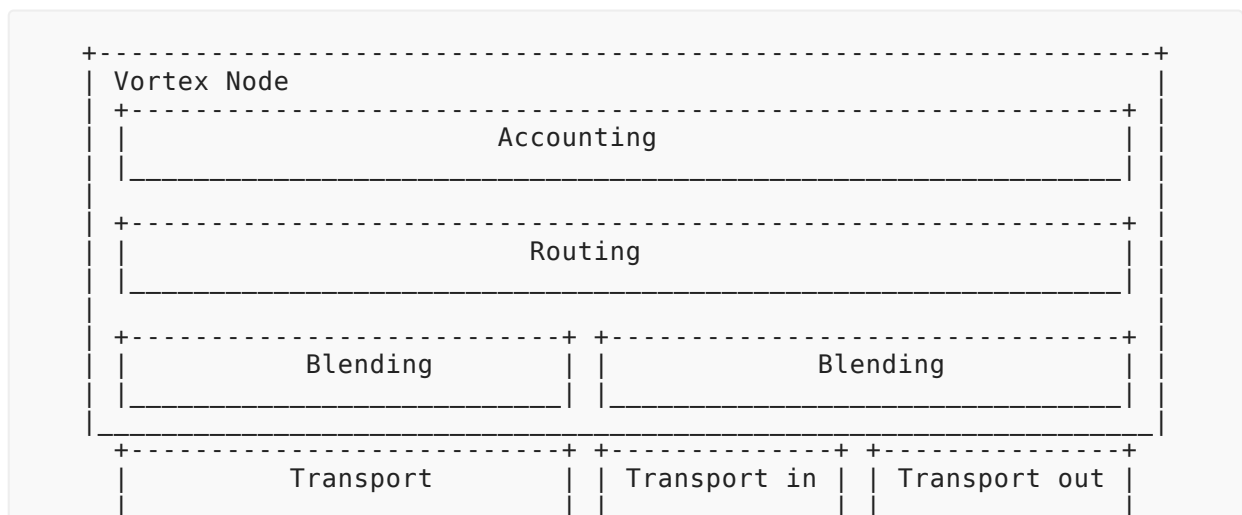 Vortex Node
Accounting
Routing
Blending Blending
Transport Transport in Transport out